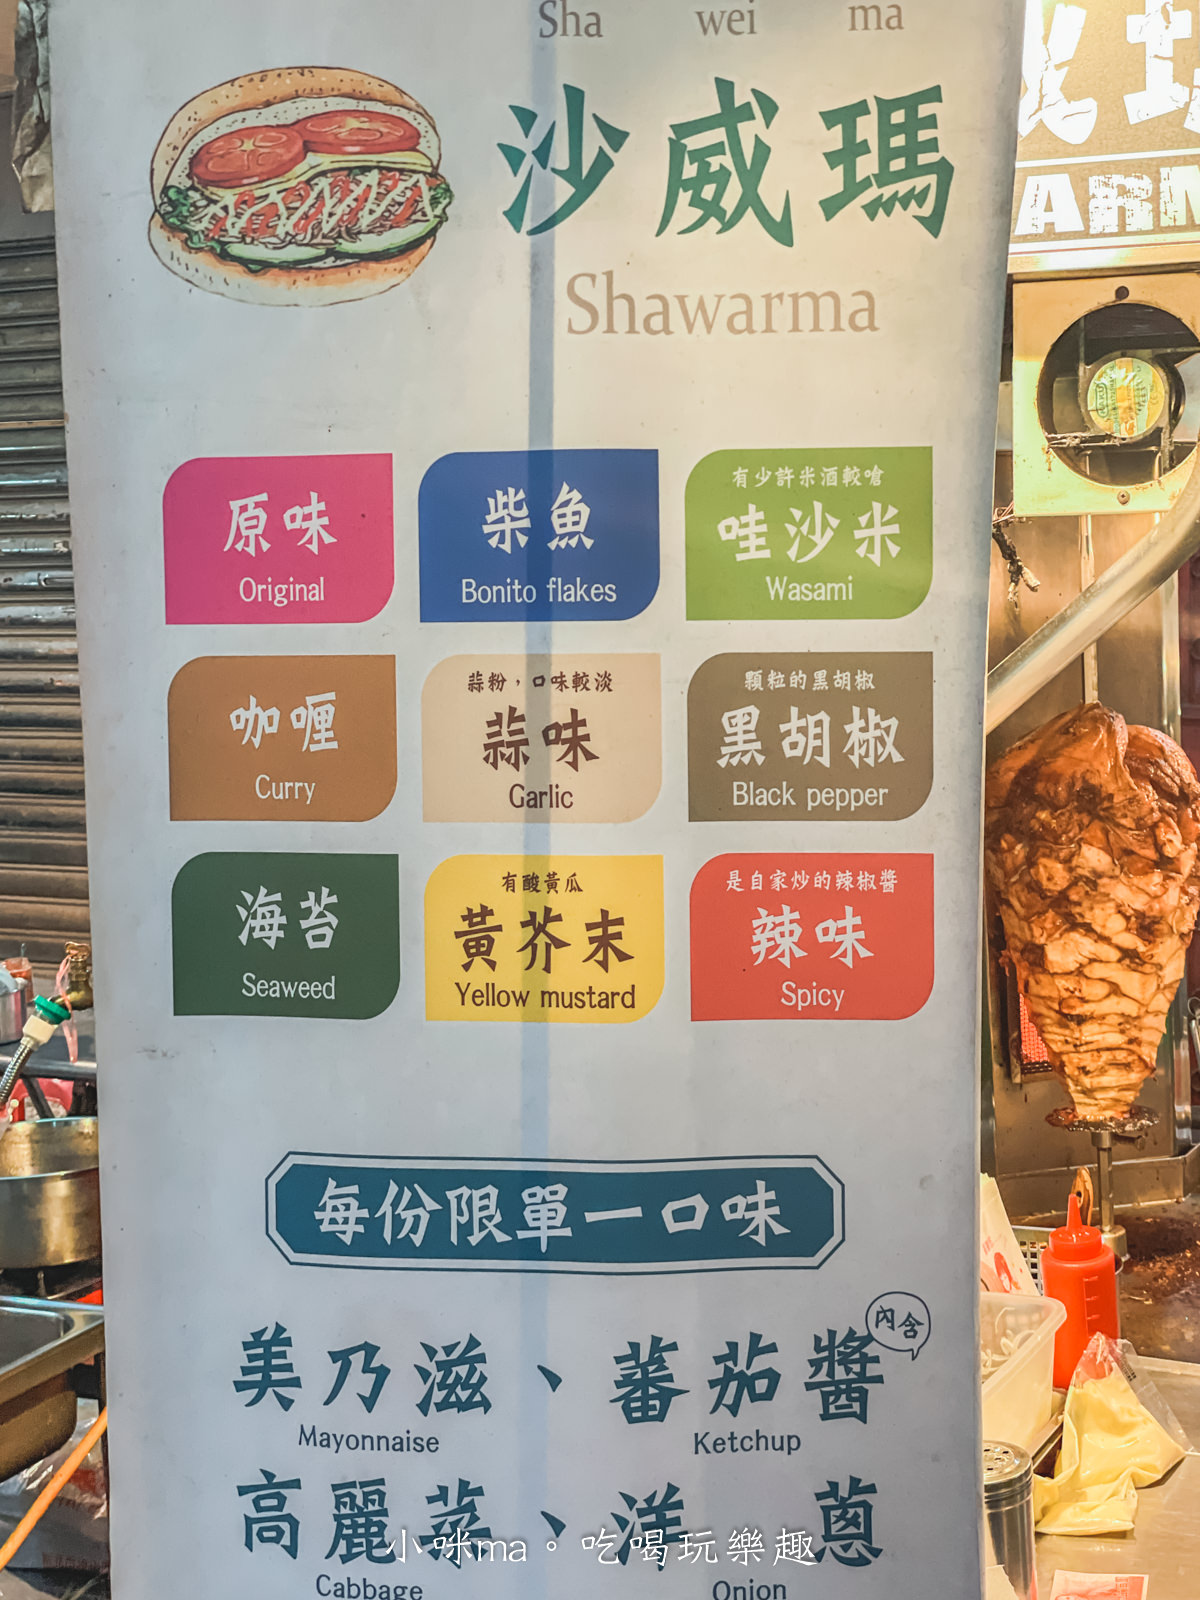 Sha wei ma
沙威瑪
Shawarma
原味
Original
柴魚
Bonito flakes
有少許米酒較嗆
哇沙米
Wasami
咖喱
Curry
蒜粉，口味較淡
蒜味
Garlic
顆粒的黑胡椒
黑胡椒
Black pepper
海苔
Seaweed
有酸黃瓜
黃芥末
Yellow mustard
是自家炒的辣椒醬
辣味
Spicy
每份限單一口味
內含
美乃滋、蕃茄醬
Mayonnaise Ketchup
高麗菜、洋蔥
Cabbage Onion
小咪ma。吃喝玩樂趣